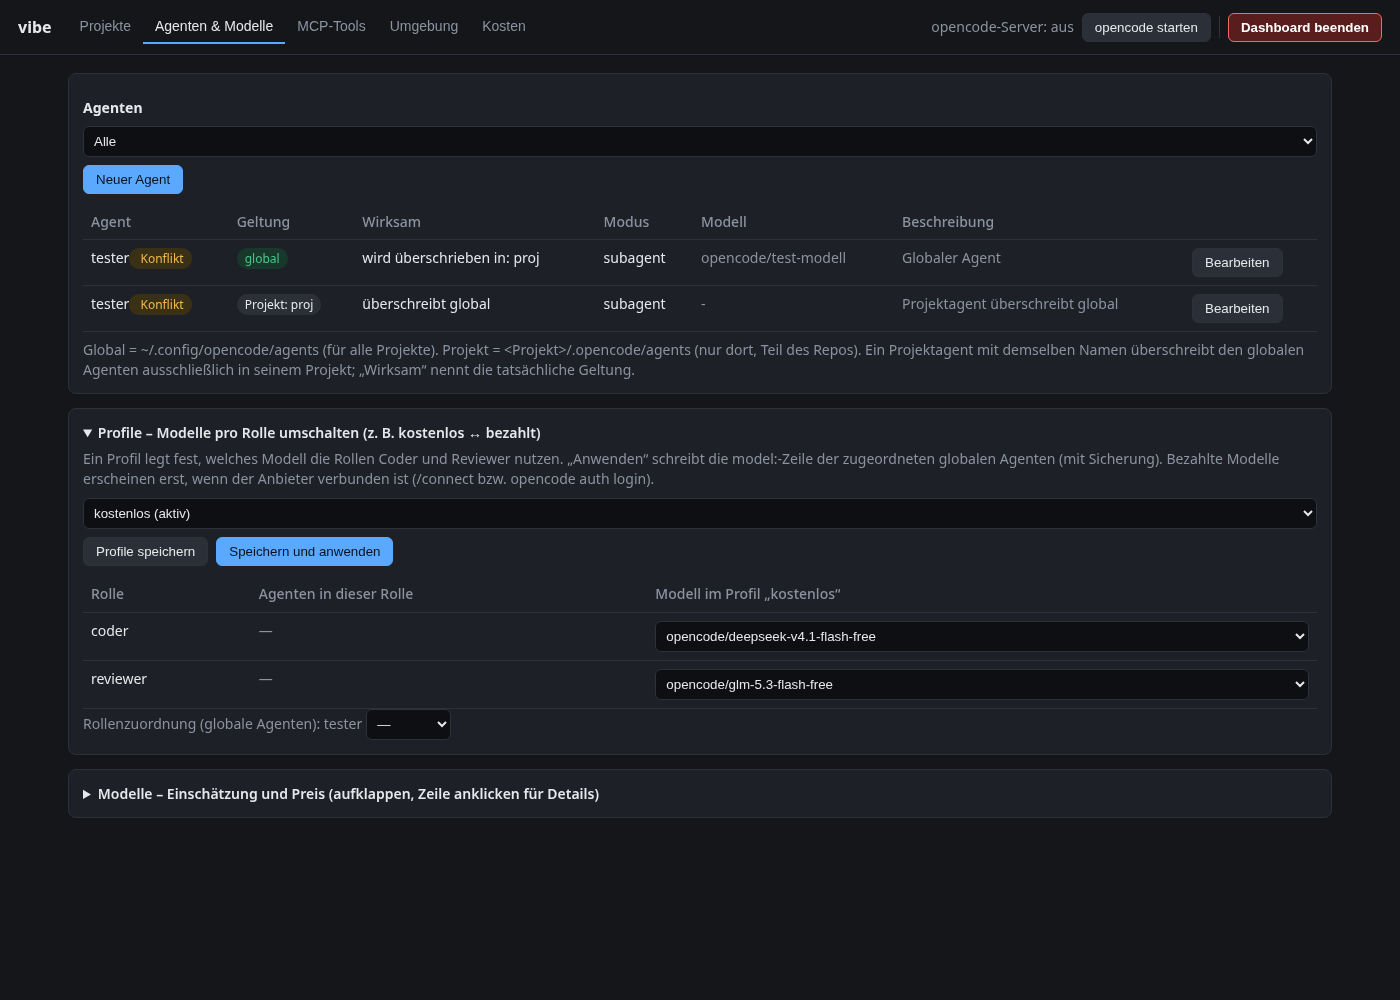 vibe Projekte Agenten & Modelle MCP-Tools Umgebung Kosten opencode-Server: aus opencode starten Dashboard beenden
Agenten
Alle
Neuer Agent
Agent Geltung Wirksam Modus Modell Beschreibung
tester Konflikt global wird überschrieben in: proj subagent opencode/test-modell Globaler Agent Bearbeiten
tester Konflikt Projekt: proj überschreibt global subagent - Projektagent überschreibt global Bearbeiten
Global = ~/.config/opencode/agents (für alle Projekte). Projekt = <Projekt>/.opencode/agents (nur dort, Teil des Repos). Ein Projektagent mit demselben Namen überschreibt den globalen
Agenten ausschließlich in seinem Projekt; „Wirksam“ nennt die tatsächliche Geltung.
▼ Profile – Modelle pro Rolle umschalten (z. B. kostenlos ↔ bezahlt)
Ein Profil legt fest, welches Modell die Rollen Coder und Reviewer nutzen. „Anwenden“ schreibt die model:-Zeile der zugeordneten globalen Agenten (mit Sicherung). Bezahlte Modelle
erscheinen erst, wenn der Anbieter verbunden ist (/connect bzw. opencode auth login).
kostenlos (aktiv)
Profile speichern Speichern und anwenden
Rolle Agenten in dieser Rolle Modell im Profil „kostenlos“
coder — opencode/deepseek-v4.1-flash-free
reviewer — opencode/glm-5.3-flash-free
Rollenzuordnung (globale Agenten): tester —
▶ Modelle – Einschätzung und Preis (aufklappen, Zeile anklicken für Details)